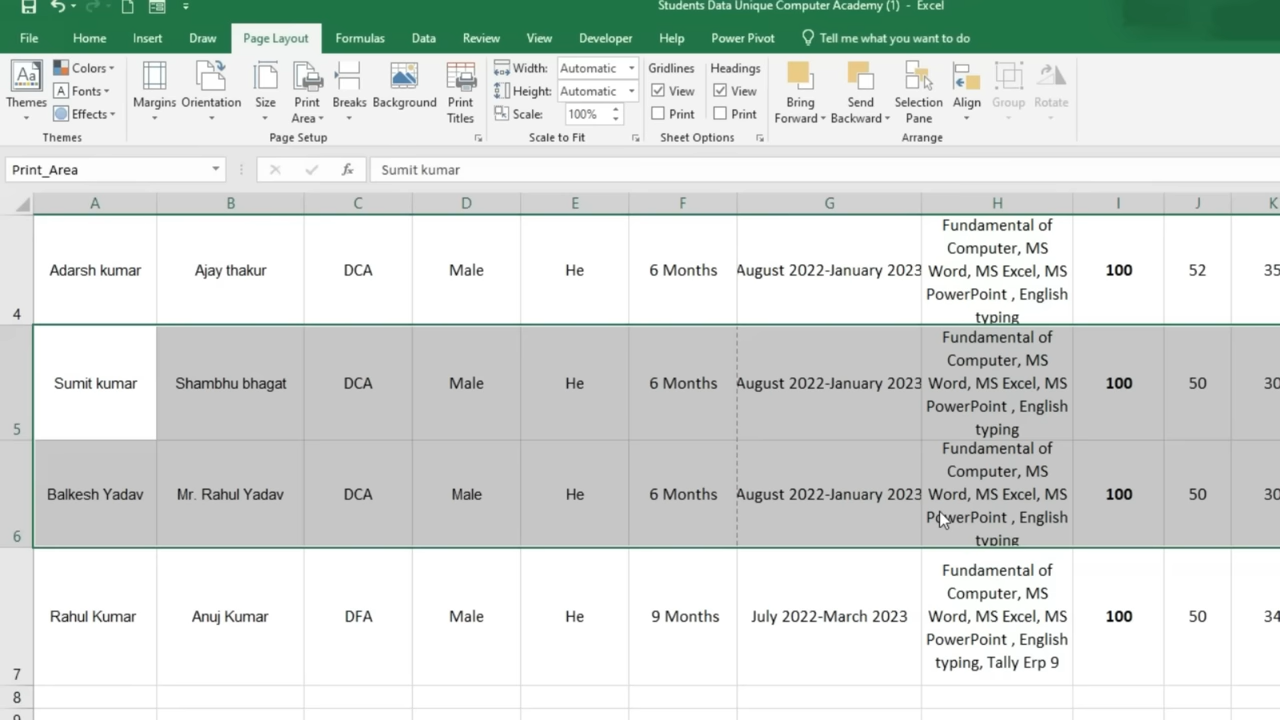 Students Data Unique Computer Academy (1) - Excel
File Home Insert Draw Page Layout Formulas Data Review View Developer Help Power Pivot Tell me what you want to do
Aa Colors Width: Automatic Gridlines Headings
Fonts Height: Automatic View View
Themes Effects Margins Orientation Size Print Area Breaks Background Print Titles Scale: 100% Print Print Bring Forward Send Backward Selection Pane Align Group Rotate
Themes Page Setup Scale to Fit Sheet Options Arrange
Print_Area fx Sumit kumar
A B C D E F G H I J K
4 Adarsh kumar Ajay thakur DCA Male He 6 Months August 2022-January 2023 Fundamental of
Computer, MS
Word, MS Excel, MS
PowerPoint , English
typing 100 52 35
5 Sumit kumar Shambhu bhagat DCA Male He 6 Months August 2022-January 2023 Fundamental of
Computer, MS
Word, MS Excel, MS
PowerPoint , English
typing 100 50 30
6 Balkesh Yadav Mr. Rahul Yadav DCA Male He 6 Months August 2022-January 2023 Fundamental of
Computer, MS
Word, MS Excel, MS
PowerPoint , English
typing 100 50 30
7 Rahul Kumar Anuj Kumar DFA Male He 9 Months July 2022-March 2023 Fundamental of
Computer, MS
Word, MS Excel, MS
PowerPoint , English
typing, Tally Erp 9 100 50 34
8
9